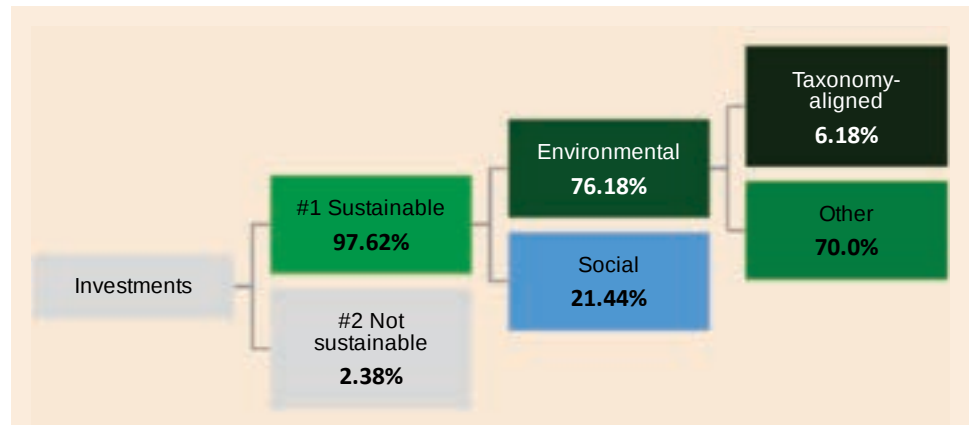 Investments
#1 Sustainable
97.62%
#2 Not
sustainable
2.38%
Environmental
76.18%
Social
21.44%
Taxonomy-
aligned
6.18%
Other
70.0%